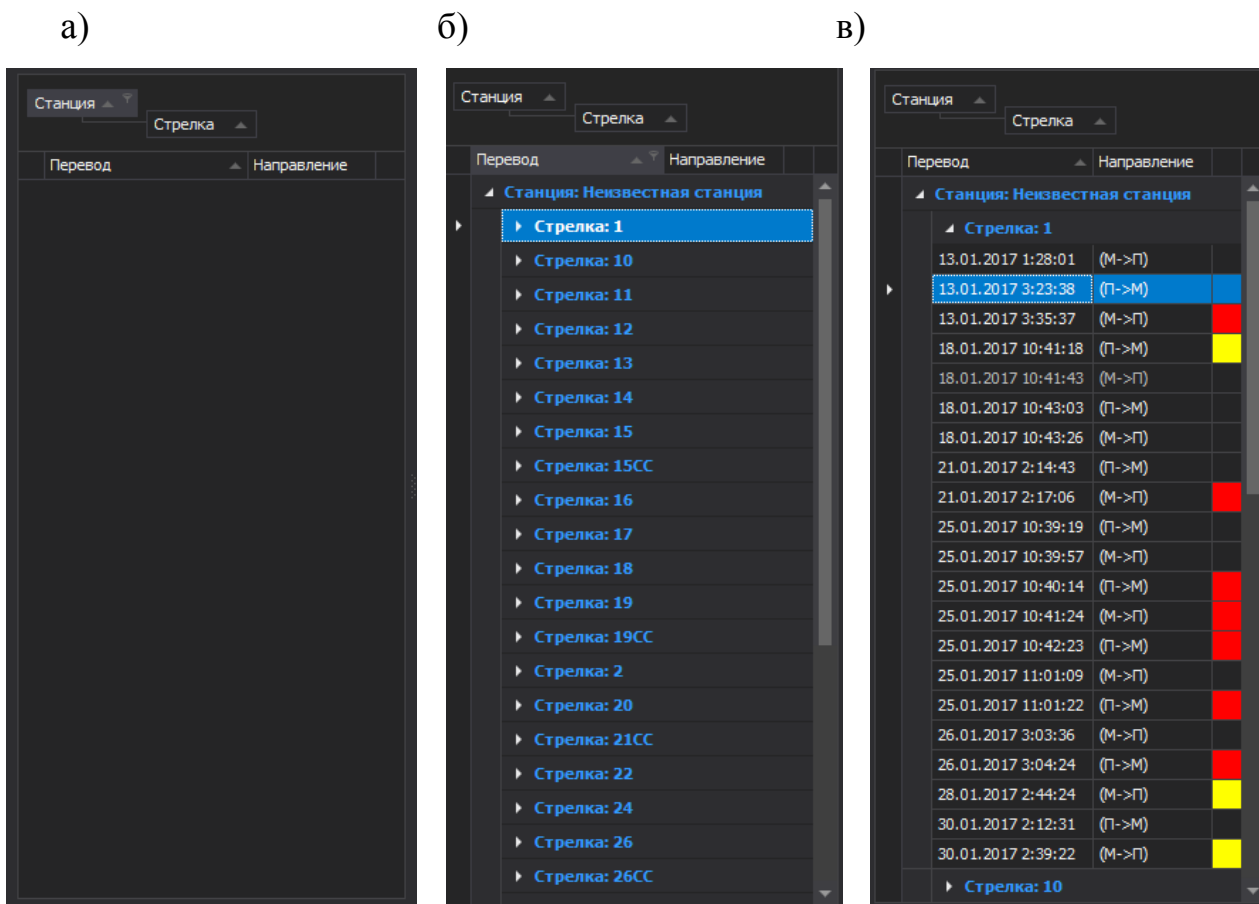 а)
б)
в)
Станция
Стрелка
Перевод Направление
Станция
Стрелка
Перевод Направление
Станция: Неизвестная станция
Стрелка: 1
Стрелка: 10
Стрелка: 11
Стрелка: 12
Стрелка: 13
Стрелка: 14
Стрелка: 15
Стрелка: 15СС
Стрелка: 16
Стрелка: 17
Стрелка: 18
Стрелка: 19
Стрелка: 19СС
Стрелка: 2
Стрелка: 20
Стрелка: 21СС
Стрелка: 22
Стрелка: 24
Стрелка: 26
Стрелка: 26СС
Станция
Стрелка
Перевод Направление
Станция: Неизвестная станция
Стрелка: 1
13.01.2017 1:28:01 (М->П)
13.01.2017 3:23:38 (П->М)
13.01.2017 3:35:37 (М->П)
18.01.2017 10:41:18 (П->М)
18.01.2017 10:41:43 (М->П)
18.01.2017 10:43:03 (П->М)
18.01.2017 10:43:26 (М->П)
21.01.2017 2:14:43 (П->М)
21.01.2017 2:17:06 (М->П)
25.01.2017 10:39:19 (П->М)
25.01.2017 10:39:57 (М->П)
25.01.2017 10:40:14 (П->М)
25.01.2017 10:41:24 (М->П)
25.01.2017 10:42:23 (П->М)
25.01.2017 11:01:09 (М->П)
25.01.2017 11:01:22 (П->М)
26.01.2017 3:03:36 (М->П)
26.01.2017 3:04:24 (П->М)
28.01.2017 2:44:24 (М->П)
30.01.2017 2:12:31 (П->М)
30.01.2017 2:39:22 (М->П)
Стрелка: 10